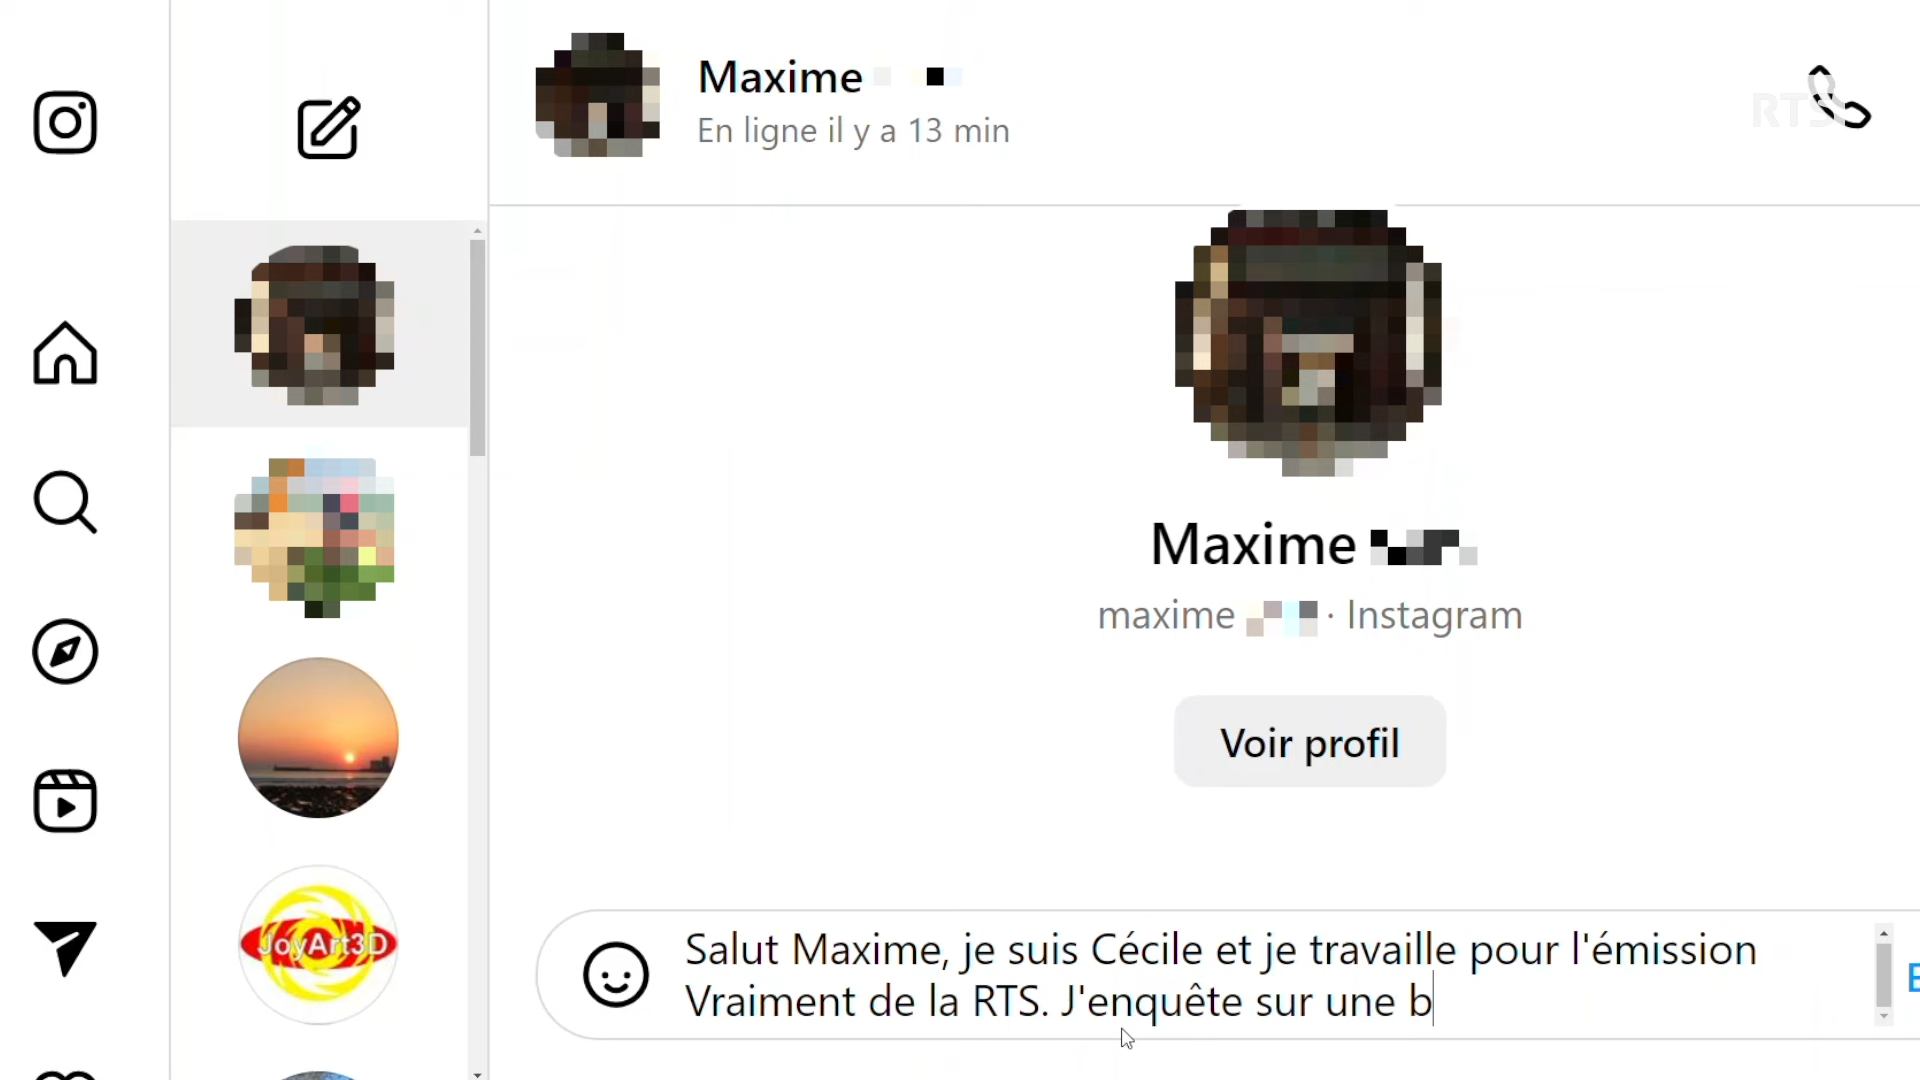 Maxime
En ligne il y a 13 min
RTS
Maxime
maxime · Instagram
Voir profil
JoyArt3D
Salut Maxime, je suis Cécile et je travaille pour l'émission
Vraiment de la RTS. J'enquête sur une b